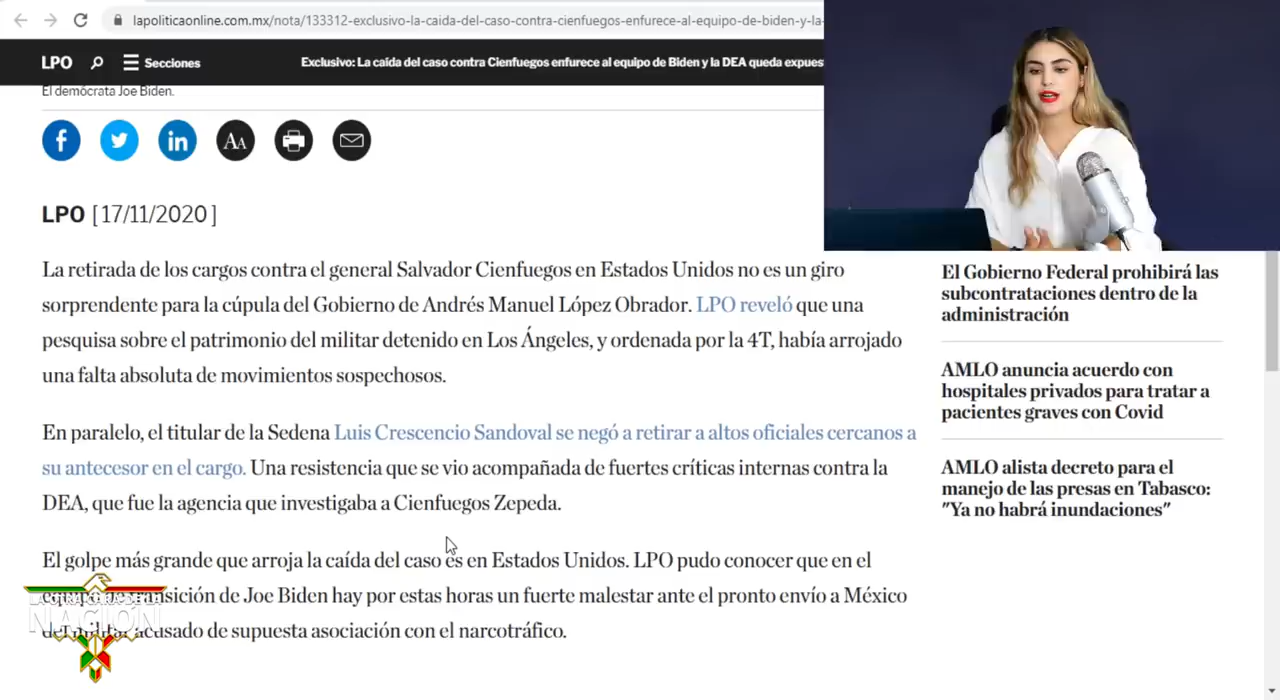 lapoliticaonline.com.mx/nota/133312-exclusivo-la-caida-del-caso-contra-cienfuegos-enfurece-al-equipo-de-biden-y-la-
LPO
Secciones
Exclusivo: La caída del caso contra Cienfuegos enfurece al equipo de Biden y la DEA queda expues
El demócrata Joe Biden.
f
in
AA
LPO [17/11/2020]
La retirada de los cargos contra el general Salvador Cienfuegos en Estados Unidos no es un giro
sorprendente para la cúpula del Gobierno de Andrés Manuel López Obrador. LPO reveló que una
pesquisa sobre el patrimonio del militar detenido en Los Ángeles, y ordenada por la 4T, había arrojado
una falta absoluta de movimientos sospechosos.
En paralelo, el titular de la Sedena Luis Crescencio Sandoval se negó a retirar a altos oficiales cercanos a
su antecesor en el cargo. Una resistencia que se vio acompañada de fuertes críticas internas contra la
DEA, que fue la agencia que investigaba a Cienfuegos Zepeda.
El golpe más grande que arroja la caída del caso es en Estados Unidos. LPO pudo conocer que en el
equipo de transición de Joe Biden hay por estas horas un fuerte malestar ante el pronto envío a México
del militar acusado de supuesta asociación con el narcotráfico.
El Gobierno Federal prohibirá las
subcontrataciones dentro de la
administración
AMLO anuncia acuerdo con
hospitales privados para tratar a
pacientes graves con Covid
AMLO alista decreto para el
manejo de las presas en Tabasco:
"Ya no habrá inundaciones"
NACIÓN